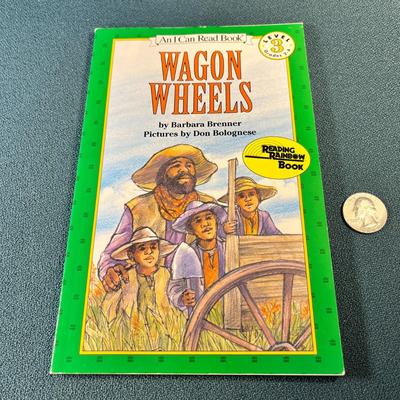 An I Can Read Book
LEVEL
3
WAGON
WHEELS
by Barbara Brenner
Pictures by Don Bolognese
READING
RAINBOW
BOOK